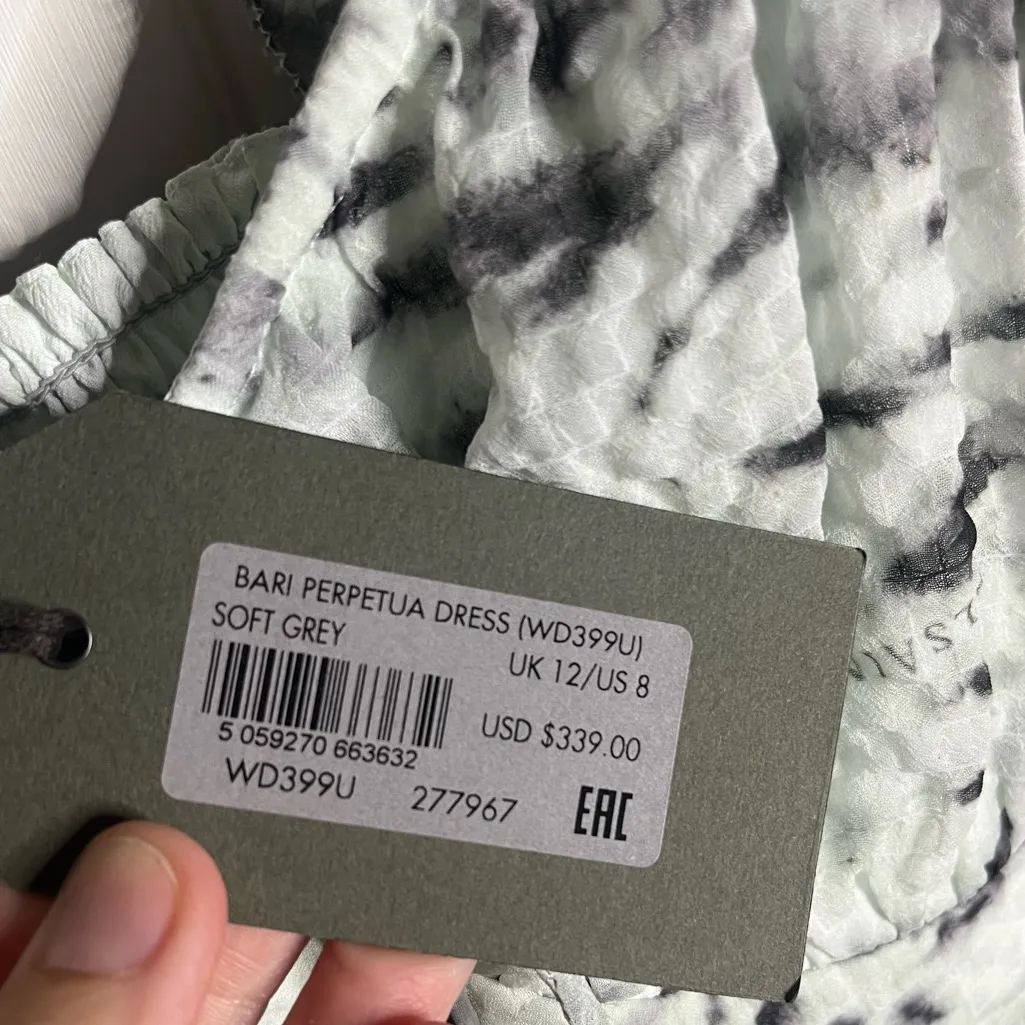 BARI PERPETUA DRESS (WD399U)
SOFT GREY
UK 12/US 8
USD $339.00
5 059270 663632
WD399U 277967
EAC